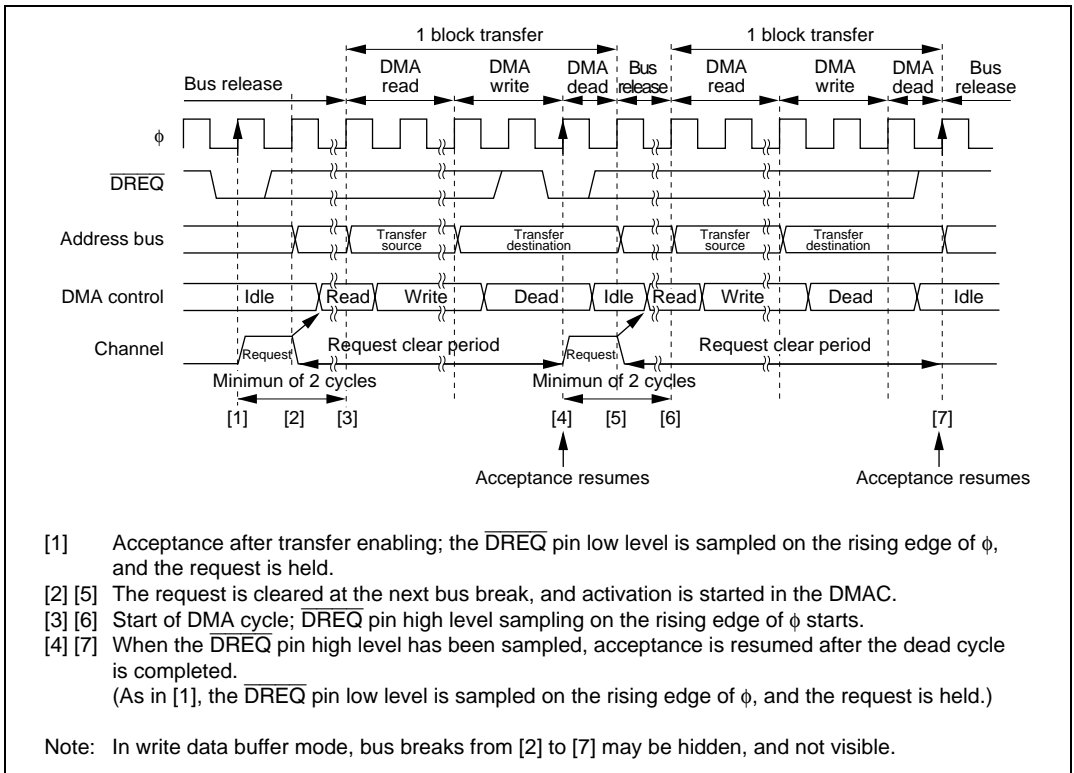 1 block transfer 1 block transfer
Bus release DMA read DMA write DMA dead Bus release DMA read DMA write DMA dead Bus release
φ
DREQ
Address bus Transfer source Transfer destination Transfer source Transfer destination
DMA control Idle Read Write Dead Idle Read Write Dead Idle
Channel Request Request clear period Request Request clear period
Minimun of 2 cycles Minimun of 2 cycles
[1] [2] [3] [4] [5] [6] [7]
Acceptance resumes Acceptance resumes
[1] Acceptance after transfer enabling; the DREQ pin low level is sampled on the rising edge of φ,
and the request is held.
[2] [5] The request is cleared at the next bus break, and activation is started in the DMAC.
[3] [6] Start of DMA cycle; DREQ pin high level sampling on the rising edge of φ starts.
[4] [7] When the DREQ pin high level has been sampled, acceptance is resumed after the dead cycle
is completed.
(As in [1], the DREQ pin low level is sampled on the rising edge of φ, and the request is held.)
Note: In write data buffer mode, bus breaks from [2] to [7] may be hidden, and not visible.